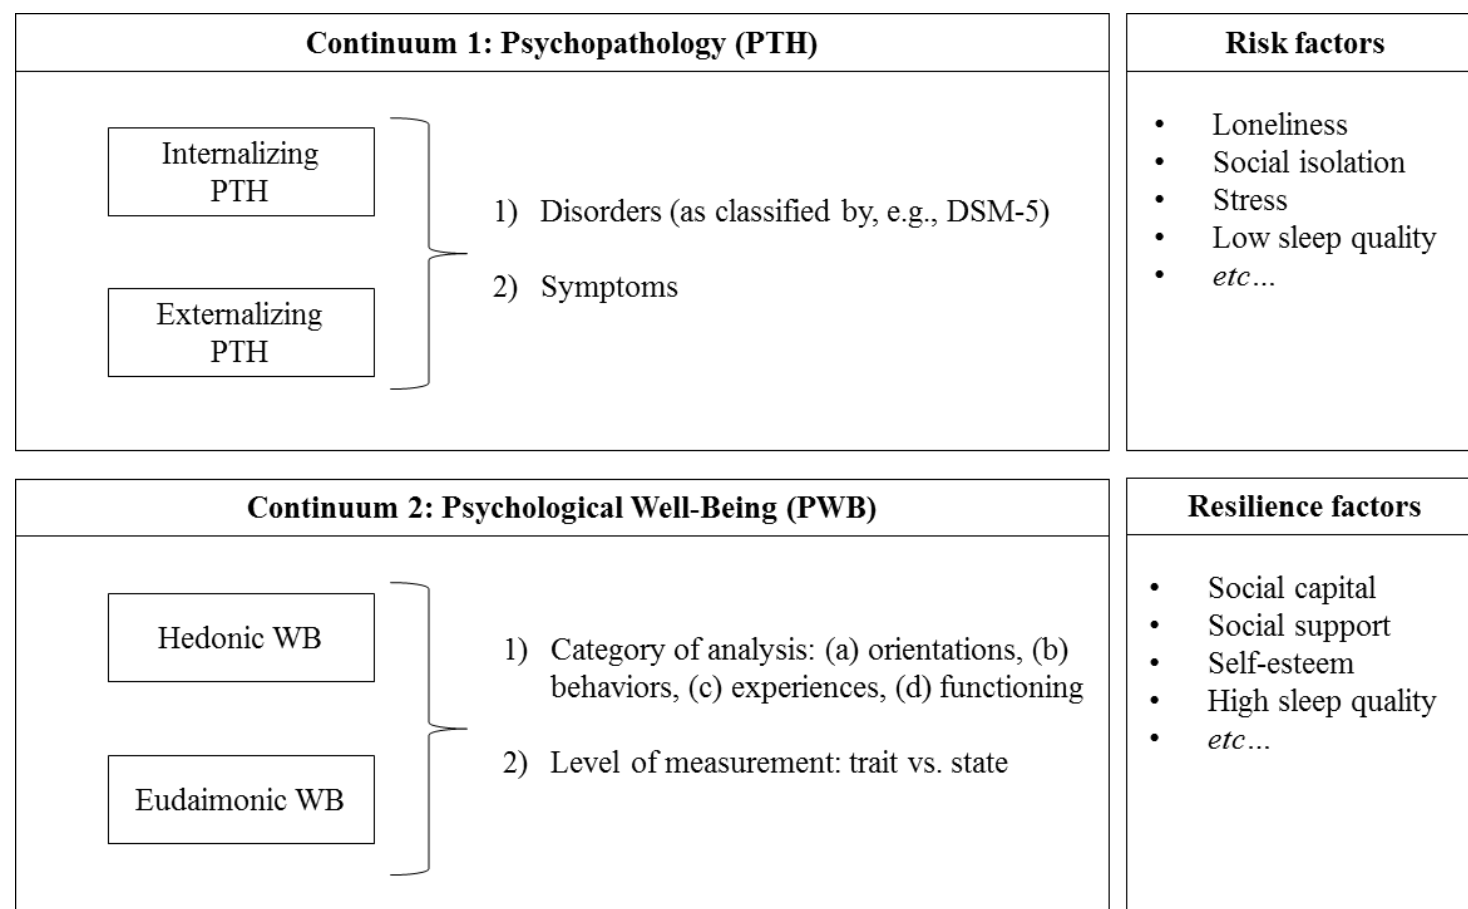 Continuum 1: Psychopathology (PTH)
Internalizing
PTH
Externalizing
PTH
1) Disorders (as classified by, e.g., DSM-5)
2) Symptoms
Risk factors
• Loneliness
• Social isolation
• Stress
• Low sleep quality
• etc…
Continuum 2: Psychological Well-Being (PWB)
Hedonic WB
Eudaimonic WB
1) Category of analysis: (a) orientations, (b)
behaviors, (c) experiences, (d) functioning
2) Level of measurement: trait vs. state
Resilience factors
• Social capital
• Social support
• Self-esteem
• High sleep quality
• etc…